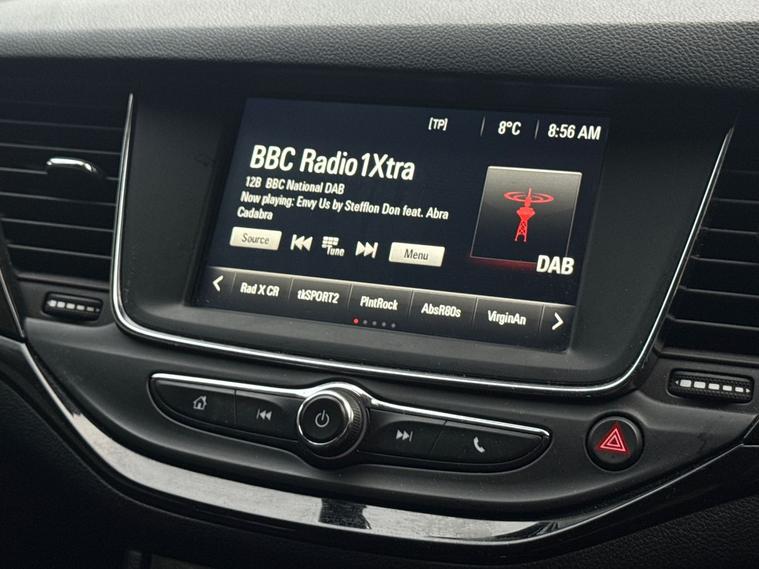 [TP] 8°C 8:56 AM
BBC Radio 1Xtra
12B BBC National DAB
Now playing: Envy Us by Stefflon Don feat. Abra
Cadabra
Source Tune Menu
DAB
Rad X CR tkSPORT2 PlntRock AbsR80s VirginAn